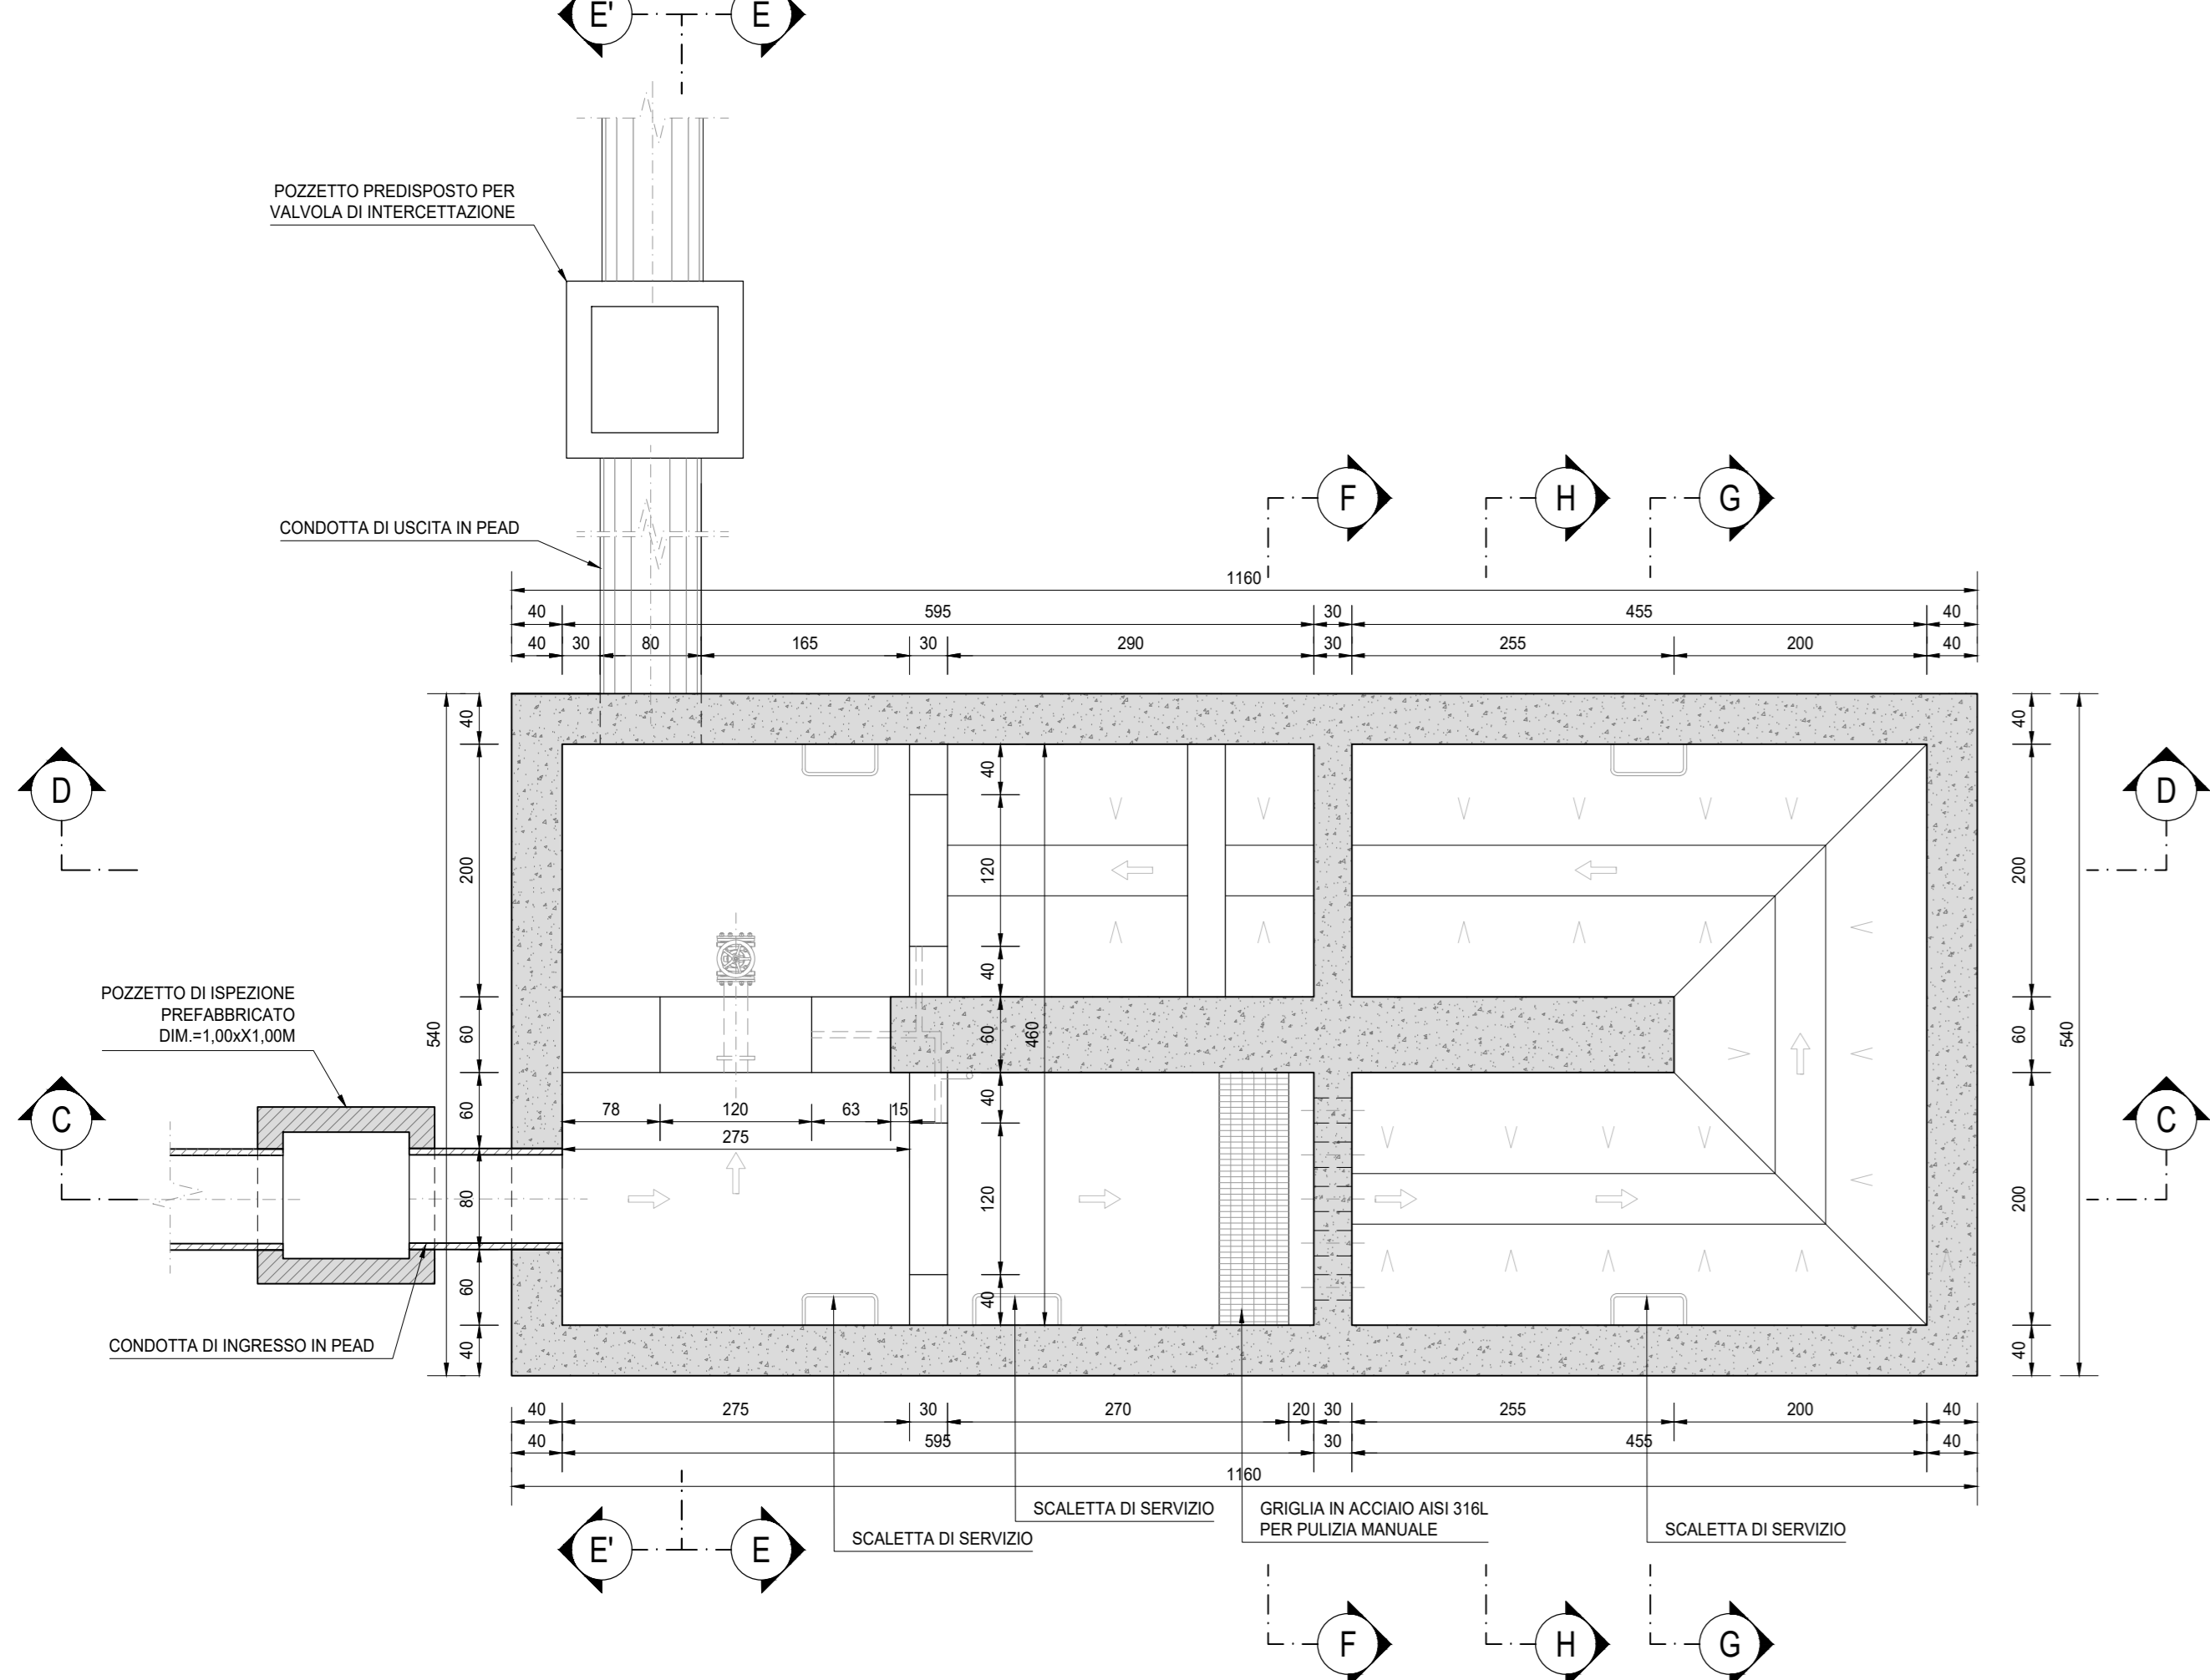 E'
E
POZZETTO PREDISPOSTO PER
VALVOLA DI INTERCETTAZIONE
CONDOTTA DI USCITA IN PEAD
F
H
G
1160
40
595
30
455
40
40
30
80
165
30
290
30
255
200
40
D
D
540
40
200
60
60
80
60
40
40
120
40
60
460
40
120
40
40
200
60
200
40
540
78
120
63
15
275
POZZETTO DI ISPEZIONE
PREFABBRICATO
DIM.=1,00xX1,00M
C
C
CONDOTTA DI INGRESSO IN PEAD
40
275
30
270
20
30
255
200
40
40
595
30
455
40
1160
SCALETTA DI SERVIZIO
SCALETTA DI SERVIZIO
GRIGLIA IN ACCIAIO AISI 316L
PER PULIZIA MANUALE
SCALETTA DI SERVIZIO
E'
E
F
H
G